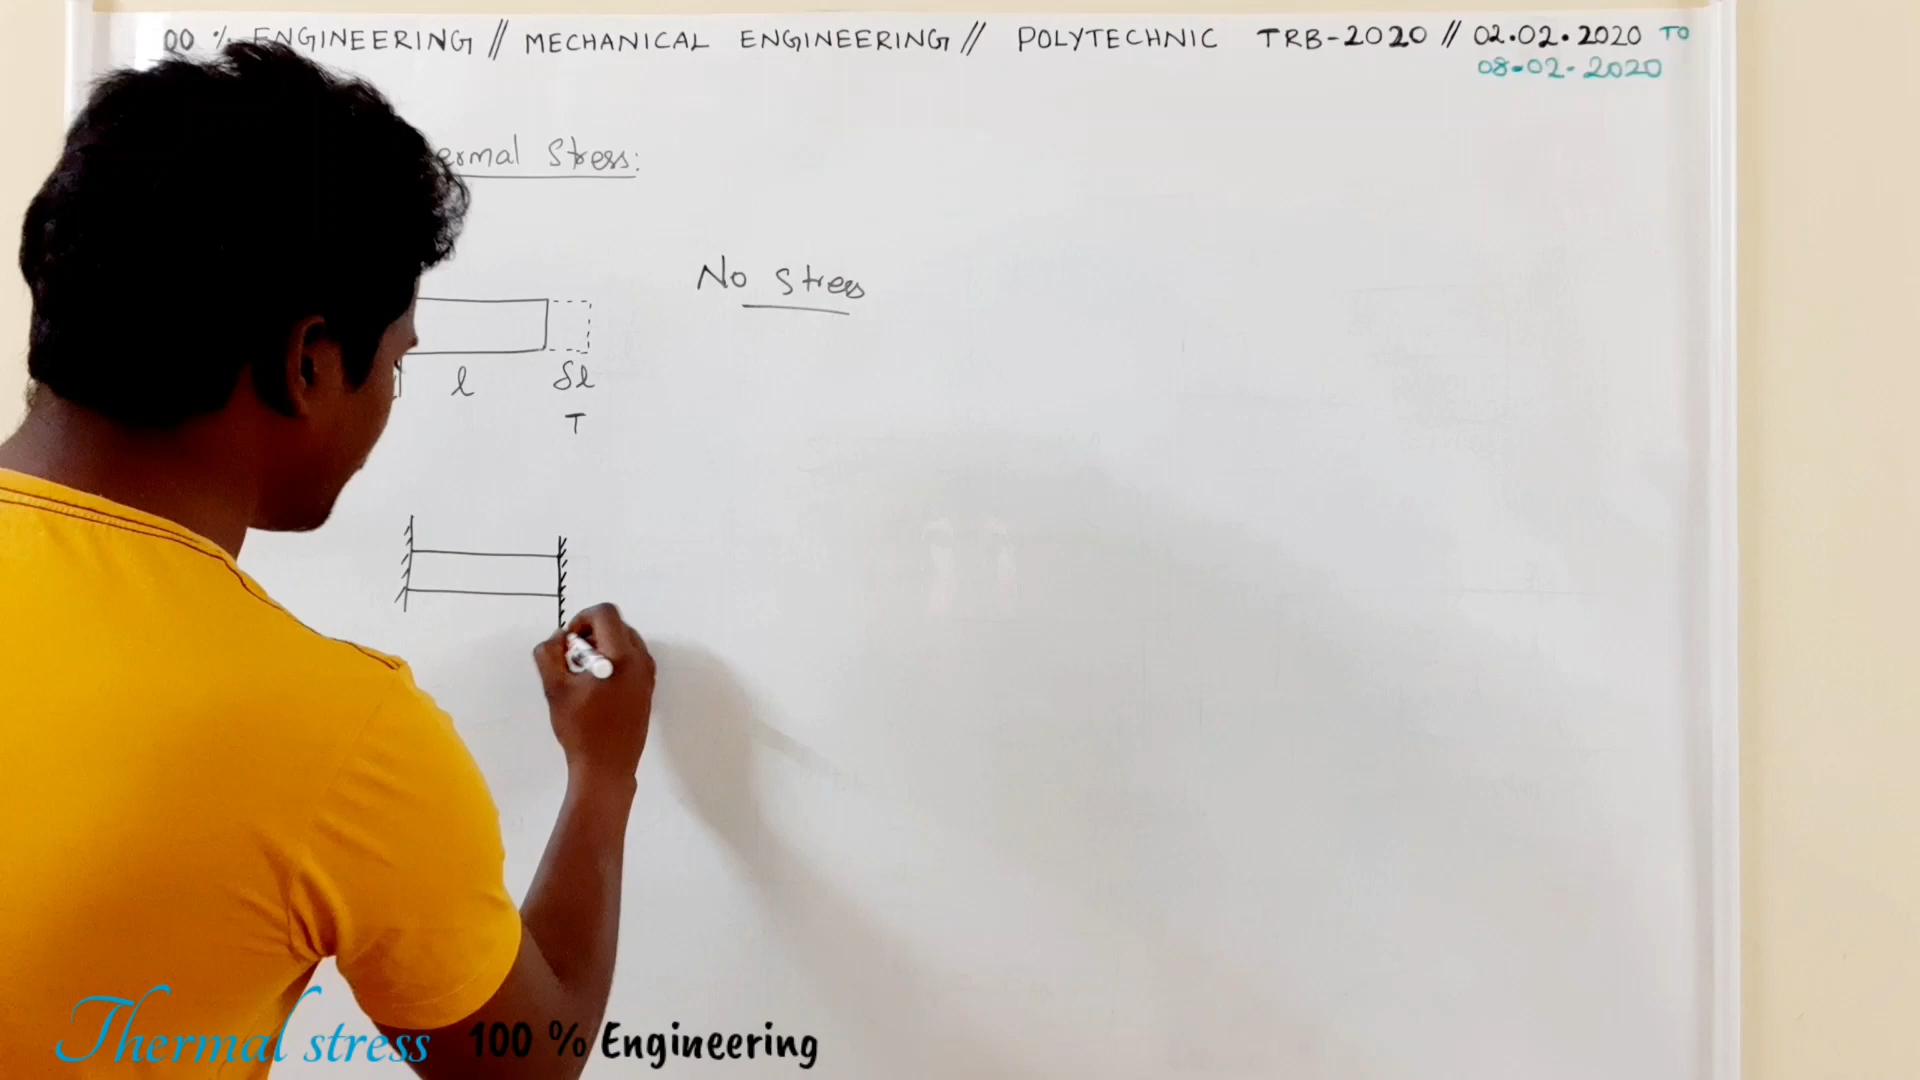 00 % ENGINEERING // MECHANICAL ENGINEERING // POLYTECHNIC TRB-2020 // 02.02.2020 TO
08-02-2020
ermal Stress:
No stress
l δl
T
Thermal stress 100 % Engineering